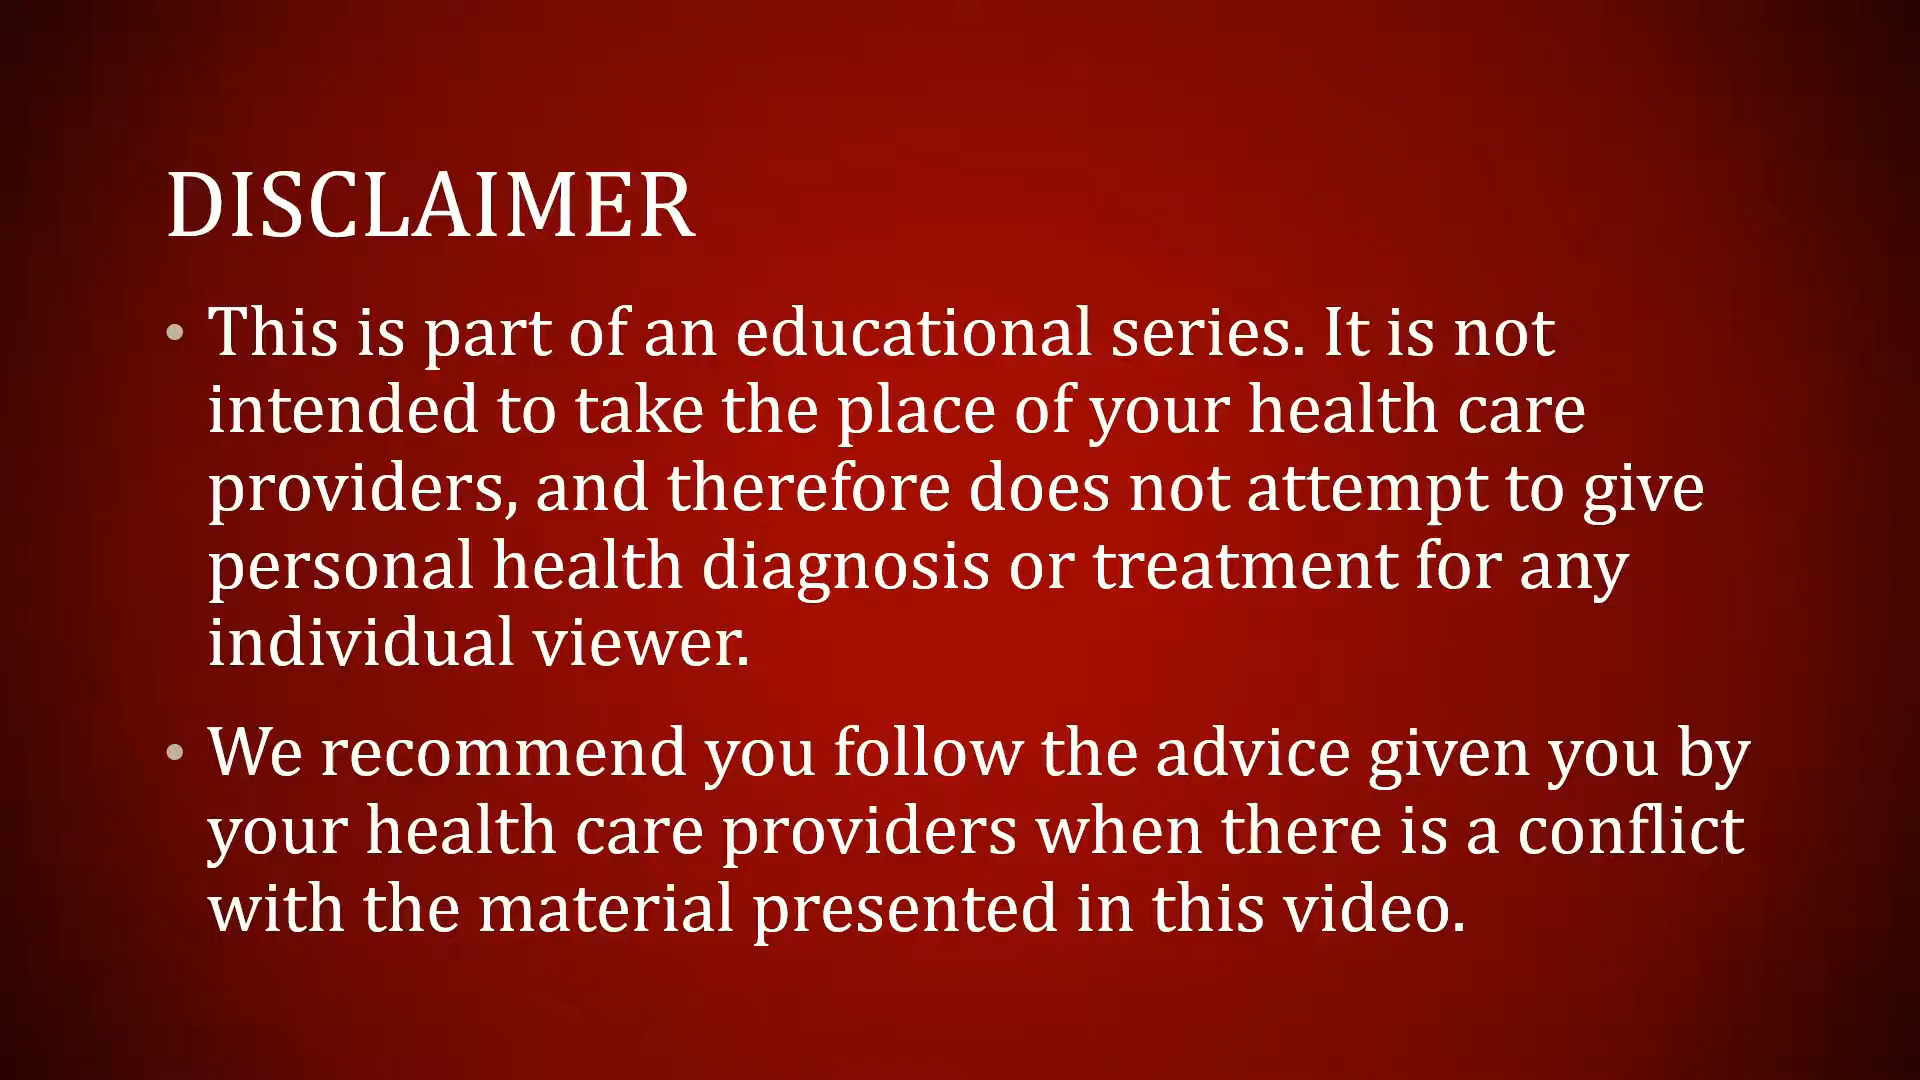 DISCLAIMER
• This is part of an educational series. It is not
intended to take the place of your health care
providers, and therefore does not attempt to give
personal health diagnosis or treatment for any
individual viewer.
• We recommend you follow the advice given you by
your health care providers when there is a conflict
with the material presented in this video.